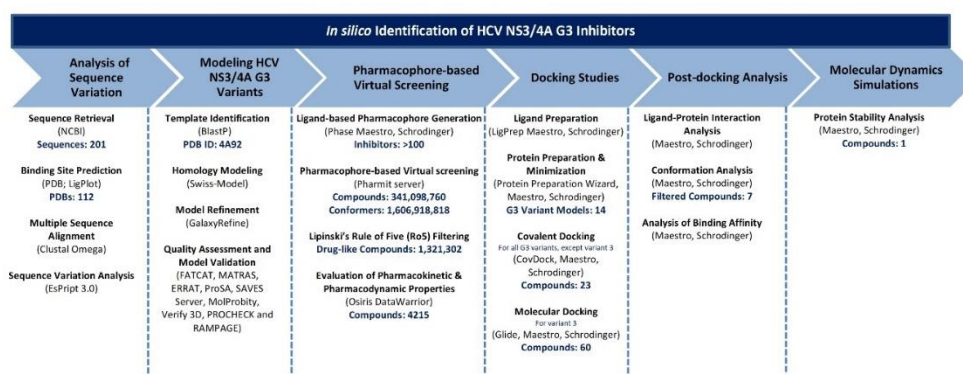 In silico Identification of HCV NS3/4A G3 Inhibitors
Analysis of
Sequence
Variation
Sequence Retrieval
(NCBI)
Sequences: 201
Binding Site Prediction
(PDB; LigPlot)
PDBs: 112
Multiple Sequence
Alignment
(Clustal Omega)
Sequence Variation Analysis
(EsPript 3.0)
Modeling HCV
NS3/4A G3
Variants
Template Identification
(BlastP)
PDB ID: 4A92
Homology Modeling
(Swiss-Model)
Model Refinement
(GalaxyRefine)
Quality Assessment and
Model Validation
(FATCAT, MATRAS,
ERRAT, ProSA, SAVES
Server, MolProbity,
Verify 3D, PROCHECK and
RAMPAGE)
Pharmacophore-based
Virtual Screening
Ligand-based Pharmacophore Generation
(Phase Maestro, Schrodinger)
Inhibitors: >100
Pharmacophore-based Virtual screening
(Pharmit server)
Compounds: 341,098,760
Conformers: 1,606,918,818
Lipinski's Rule of Five (Ro5) Filtering
Drug-like Compounds: 1,321,302
Evaluation of Pharmacokinetic &
Pharmacodynamic Properties
(Osiris DataWarrior)
Compounds: 4215
Docking Studies
Ligand Preparation
(LigPrep Maestro, Schrodinger)
Protein Preparation &
Minimization
(Protein Preparation Wizard,
Maestro, Schrodinger)
G3 Variant Models: 14
Covalent Docking
For all G3 variants, except variant 3
(CovDock, Maestro,
Schrodinger)
Compounds: 23
Molecular Docking
For variant 3
(Glide, Maestro, Schrodinger)
Compounds: 60
Post-docking Analysis
Ligand-Protein Interaction
Analysis
(Maestro, Schrodinger)
Conformation Analysis
(Maestro, Schrodinger)
Filtered Compounds: 7
Analysis of Binding Affinity
(Maestro, Schrodinger)
Molecular Dynamics
Simulations
Protein Stability Analysis
(Maestro, Schrodinger)
Compounds: 1